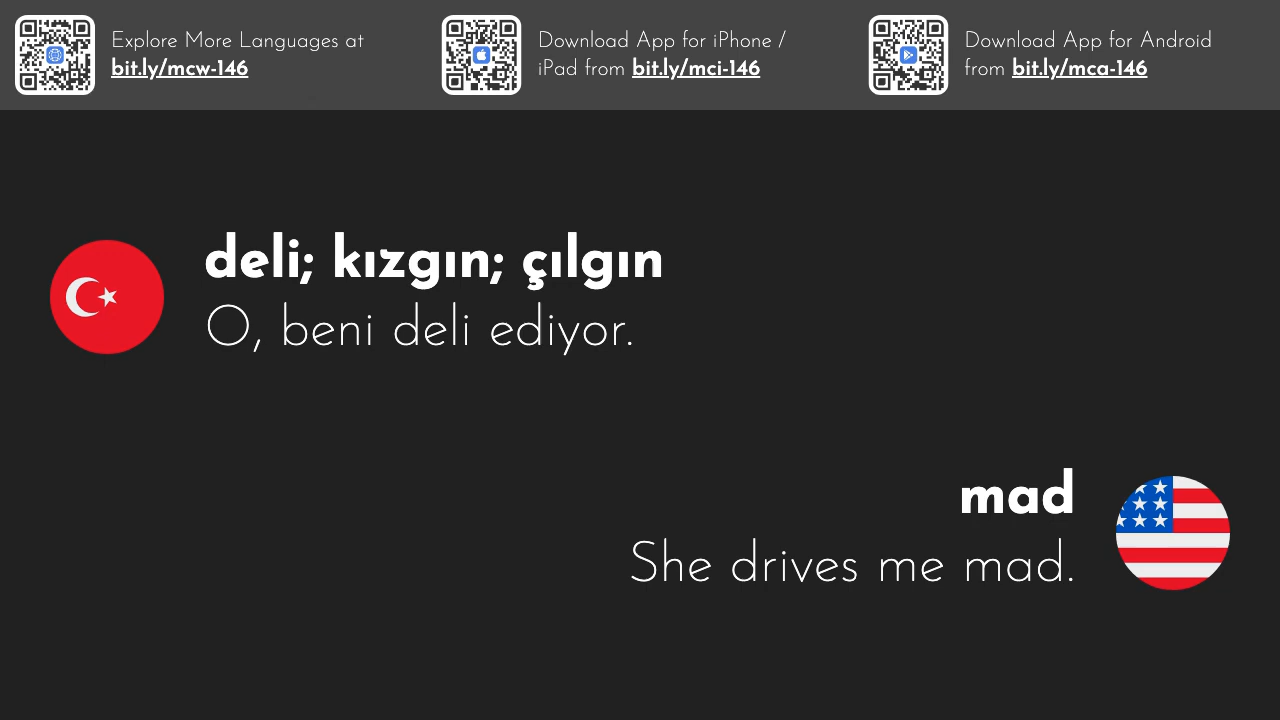 Explore More Languages at
bit.ly/mcw-146
Download App for iPhone /
iPad from bit.ly/mci-146
Download App for Android
from bit.ly/mca-146
deli; kızgın; çılgın
O, beni deli ediyor.
mad
She drives me mad.